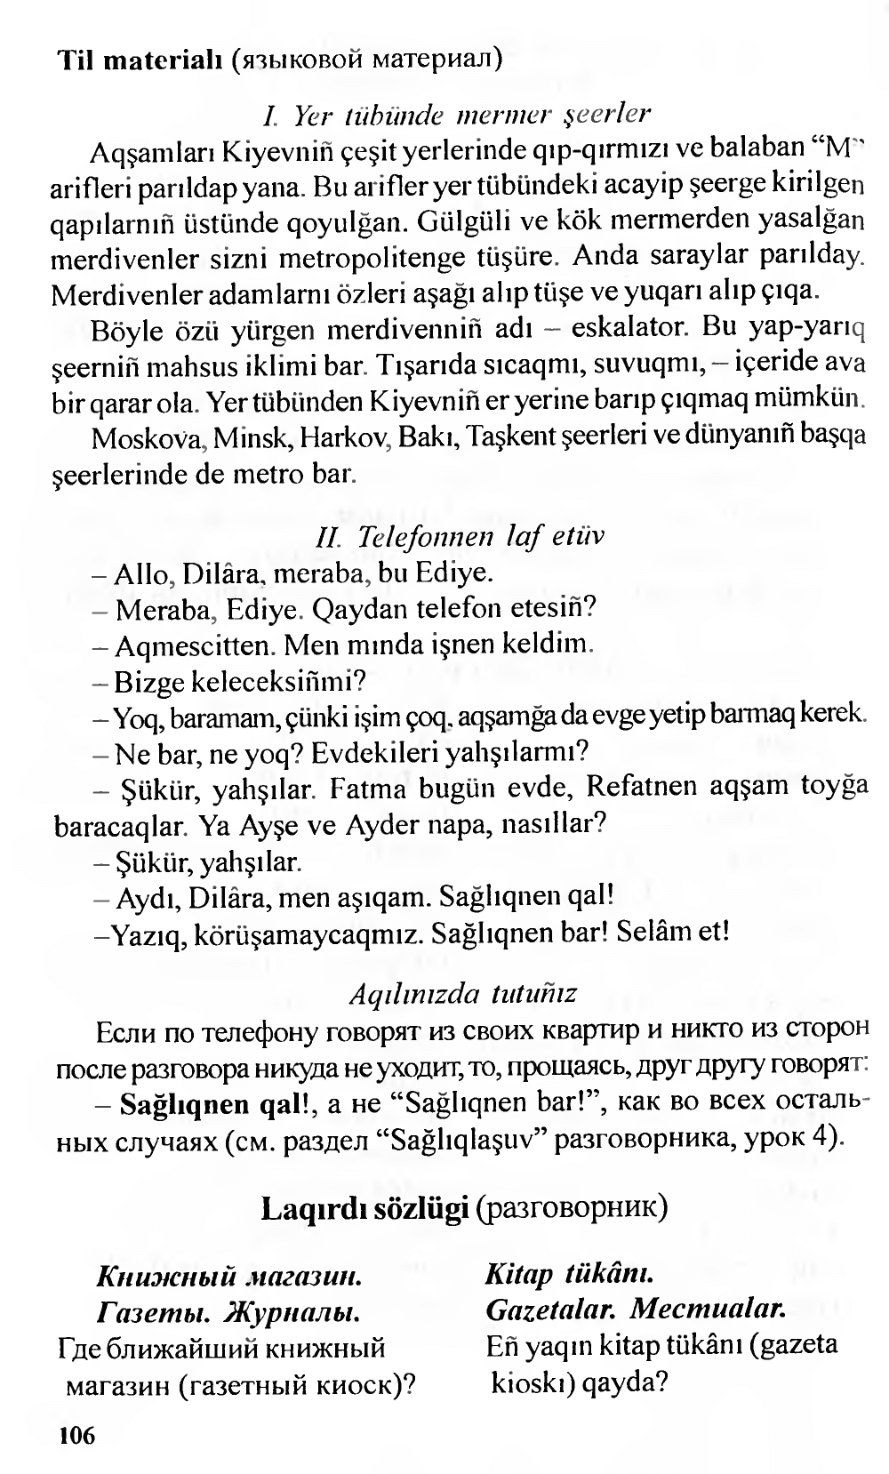 Til materialı (языковой материал)
I. Yer tübünde mermer şeerler
Aqşamları Kiyevniñ çeşit yerlerinde qıp-qırmızı ve balaban “M”
arifleri parıldap yana. Bu arifler yer tübündeki acayip şeerge kirilgen
qapılarnıñ üstünde qoyulğan. Gülgüli ve kök mermerden yasalğan
merdivenler sizni metropolitenge tüşüre. Anda saraylar parılday.
Merdivenler adamlarnı özleri aşağı alıp tüşe ve yuqarı alıp çıqa.
Böyle özü yürgen merdivenniñ adı – eskalator. Bu yap-yarıq
şeerniñ mahsus iklimi bar. Tışarıda sıcaqmı, suvuqmı, – içeride ava
bir qarar ola. Yer tübünden Kiyevniñ er yerine barıp çıqmaq mümkün.
Moskova, Minsk, Harkov, Bakı, Taşkent şeerleri ve dünyanıñ başqa
şeerlerinde de metro bar.
II. Telefonnen laf etüv
– Allo, Dilâra, meraba, bu Ediye.
– Meraba, Ediye. Qaydan telefon etesiñ?
– Aqmescitten. Men mında işnen keldim.
– Bizge keleceksiñmi?
– Yoq, baramam, çünki işim çoq, aqşamğa da evge yetip barmaq kerek.
– Ne bar, ne yoq? Evdekileri yahşılarmı?
– Şükür, yahşılar. Fatma bugün evde, Refatnen aqşam toyğa
baracaqlar. Ya Ayşe ve Ayder napa, nasıllar?
– Şükür, yahşılar.
– Aydı, Dilâra, men aşıqam. Sağlıqnen qal!
–Yazıq, körüşamaycaqmız. Sağlıqnen bar! Selâm et!
Aqılıñızda tutuñız
Если по телефону говорят из своих квартир и никто из сторон
после разговора никуда не уходит, то, прощаясь, друг другу говорят:
– Sağlıqnen qal!, а не “Sağlıqnen bar!”, как во всех осталь-
ных случаях (см. раздел “Sağlıqlaşuv” разговорника, урок 4).
Laqırdı sözlügi (разговорник)
Книжный магазин.
Газеты. Журналы.
Где ближайший книжный
магазин (газетный киоск)?
Kitap tükânı.
Gazetalar. Mecmualar.
Eñ yaqın kitap tükânı (gazeta
kioskı) qayda?
106